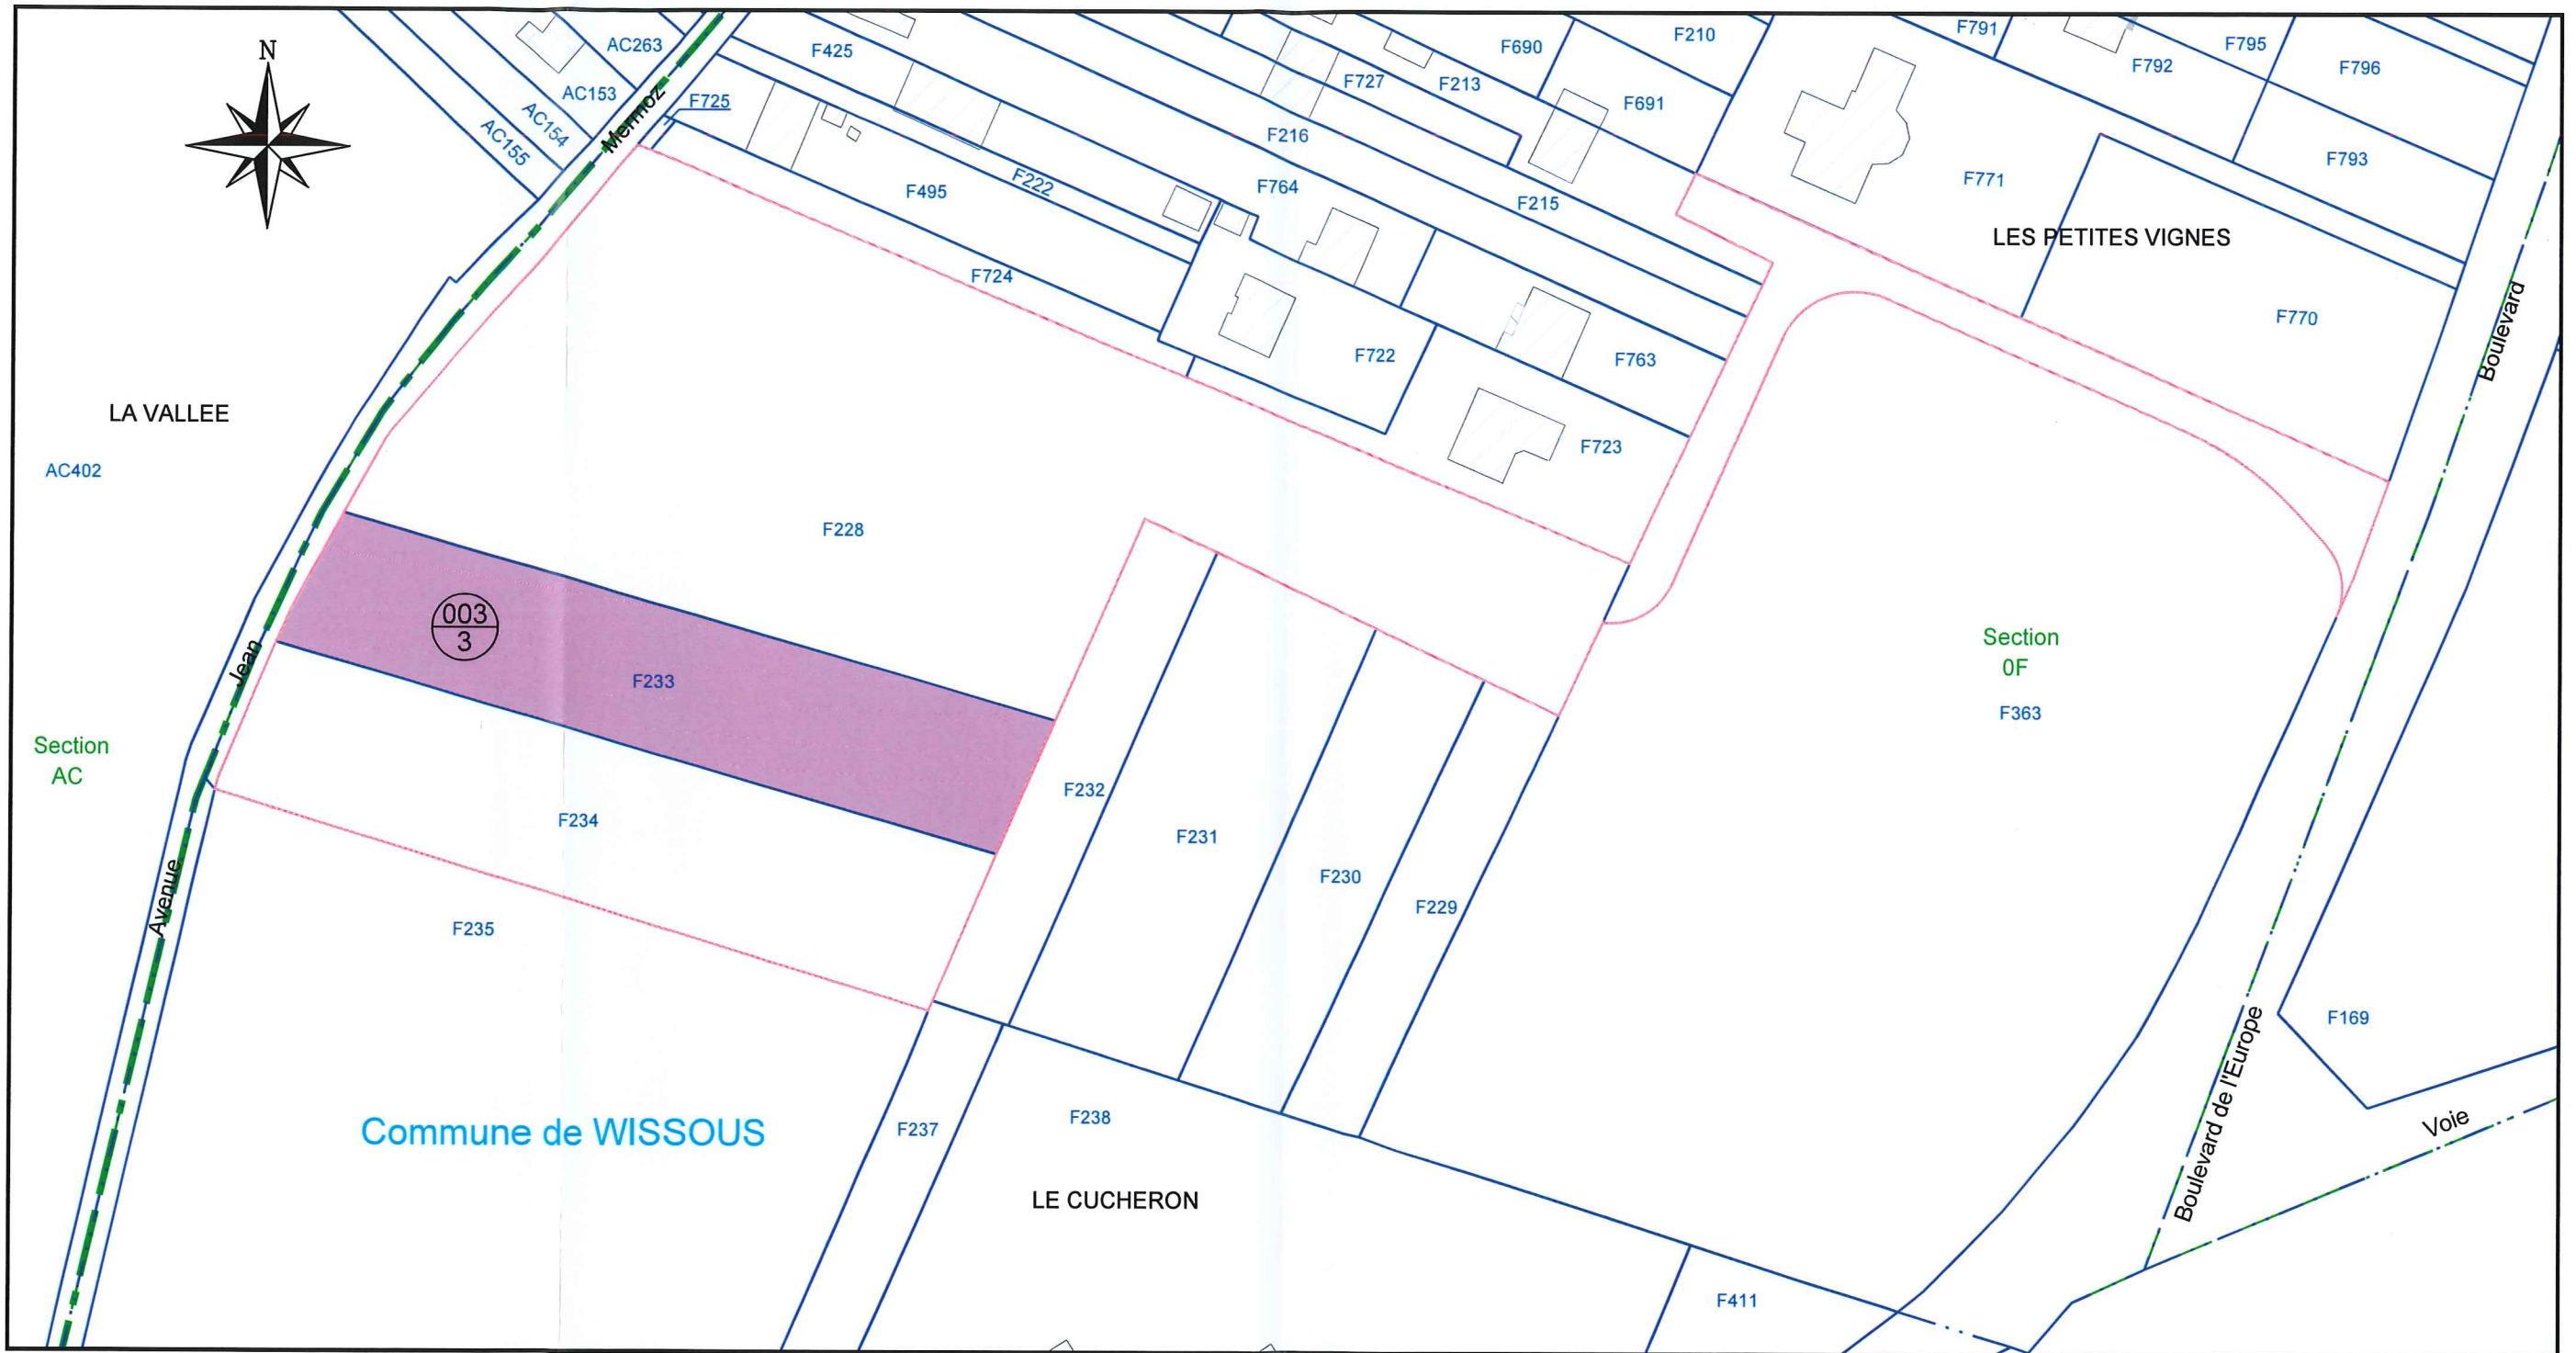 N
AC263
AC153
AC154
AC155
Mermoz
F425
F725
F690
F210
F727
F213
F691
F216
F764
F215
F791
F795
F792
F796
F793
F771
LES PETITES VIGNES
F770
Boulevard
F495
F222
F724
F722
F763
F723
LA VALLEE
AC402
F228
003
3
F233
Jean
Section
0F
F363
Section
AC
F232
F231
F234
F230
F229
Avenue
F235
F169
Boulevard de l'Europe
Voie
Commune de WISSOUS
F237
F238
LE CUCHERON
F411